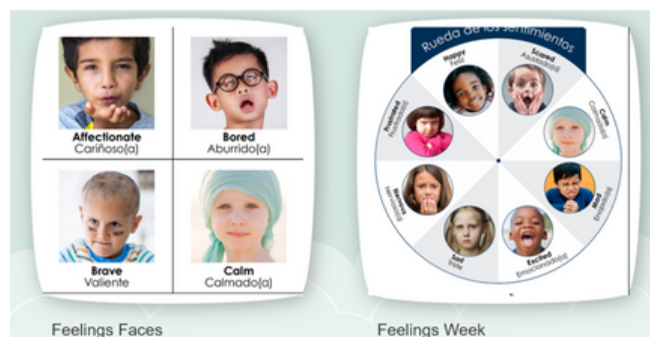 Affectionate
Cariñoso(a)
Bored
Aburrido(a)
Brave
Valiente
Calm
Calmado(a)
Feelings Faces
Rueda de los sentimientos
Happy
Feliz
Scared
Asustado(a)
Calm
Calmado(a)
Mad
Enojado(a)
Excited
Emocionado(a)
Sad
Triste
Nervous
Nervioso(a)
Frustrated
Frustrado(a)
Feelings Week